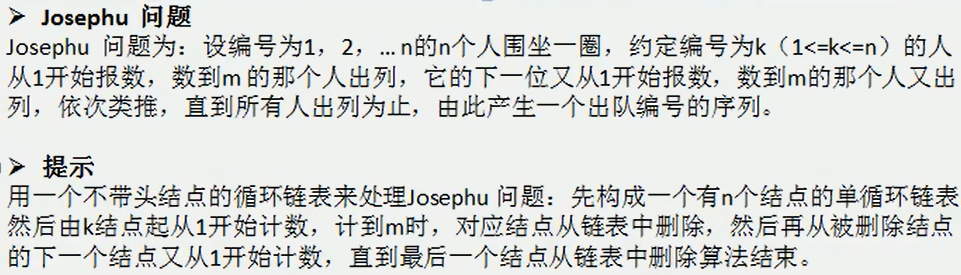 ➢ Josephu 问题
Josephu 问题为：设编号为1，2，… n的n个人围坐一圈，约定编号为k（1<=k<=n）的人
从1开始报数，数到m 的那个人出列，它的下一位又从1开始报数，数到m的那个人又出
列，依次类推，直到所有人出列为止，由此产生一个出队编号的序列。
➢ 提示
用一个不带头结点的循环链表来处理Josephu 问题：先构成一个有n个结点的单循环链表
然后由k结点起从1开始计数，计到m时，对应结点从链表中删除，然后再从被删除结点
的下一个结点又从1开始计数，直到最后一个结点从链表中删除算法结束。